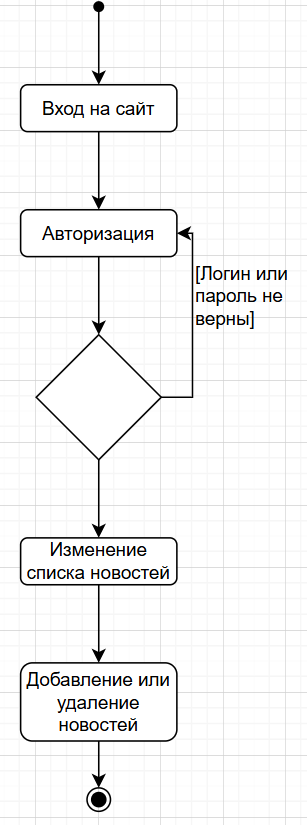 Вход на сайт
Авторизация
[Логин или
пароль не
верны]
Изменение
списка новостей
Добавление или
удаление
новостей